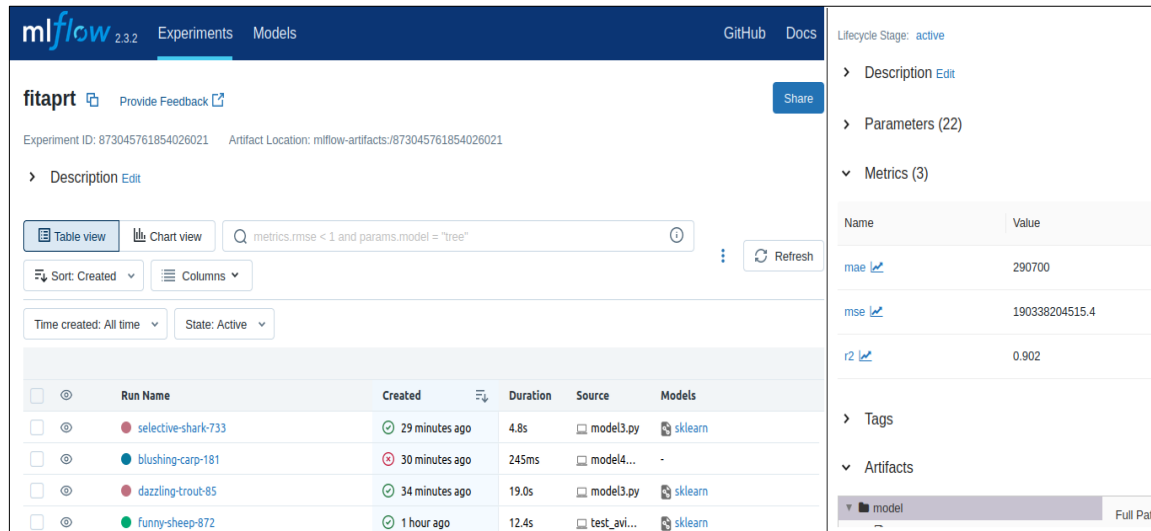 mlflow 2.3.2 Experiments Models GitHub Docs
fitaprt Provide Feedback Share
Experiment ID: 873045761854026021 Artifact Location: mlflow-artifacts:/873045761854026021
Description Edit
Table view Chart view metrics.rmse < 1 and params.model = "tree" Refresh
Sort: Created Columns
Time created: All time State: Active
Run Name Created Duration Source Models
selective-shark-733 29 minutes ago 4.8s model3.py sklearn
blushing-carp-181 30 minutes ago 245ms model4... -
dazzling-trout-85 34 minutes ago 19.0s model3.py sklearn
funny-sheep-872 1 hour ago 12.4s test_avi... sklearn
Lifecycle Stage: active
Description Edit
Parameters (22)
Metrics (3)
Name Value
mae 290700
mse 190338204515.4
r2 0.902
Tags
Artifacts
model Full Pat